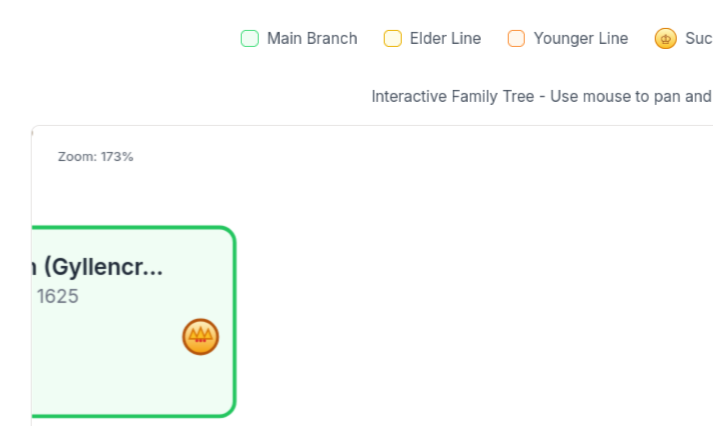 Main Branch Elder Line Younger Line Suc
Interactive Family Tree - Use mouse to pan and
Zoom: 173%
n (Gyllencr...
1625